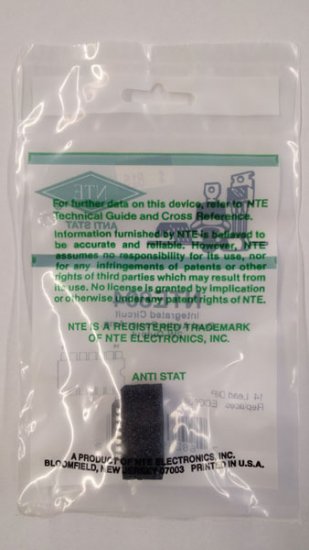 For further data on this device, refer to NTE
Technical Guide and Cross Reference.
Information furnished by NTE is believed to
be accurate and reliable. However, NTE
assumes no responsibility for its use, nor
for any infringements of patents or other
rights of third parties which may result from
its use. No license is granted by implication
or otherwise under any patent rights of NTE.
NTE IS A REGISTERED TRADEMARK
OF NTE ELECTRONICS, INC.
ANTI STAT
A PRODUCT OF NTE ELECTRONICS, INC.
BLOOMFIELD, NEW JERSEY 07003 PRINTED IN U.S.A.
NTE
ANTI STAT
Integrated Circuit
14 Lead DIP
Replaces